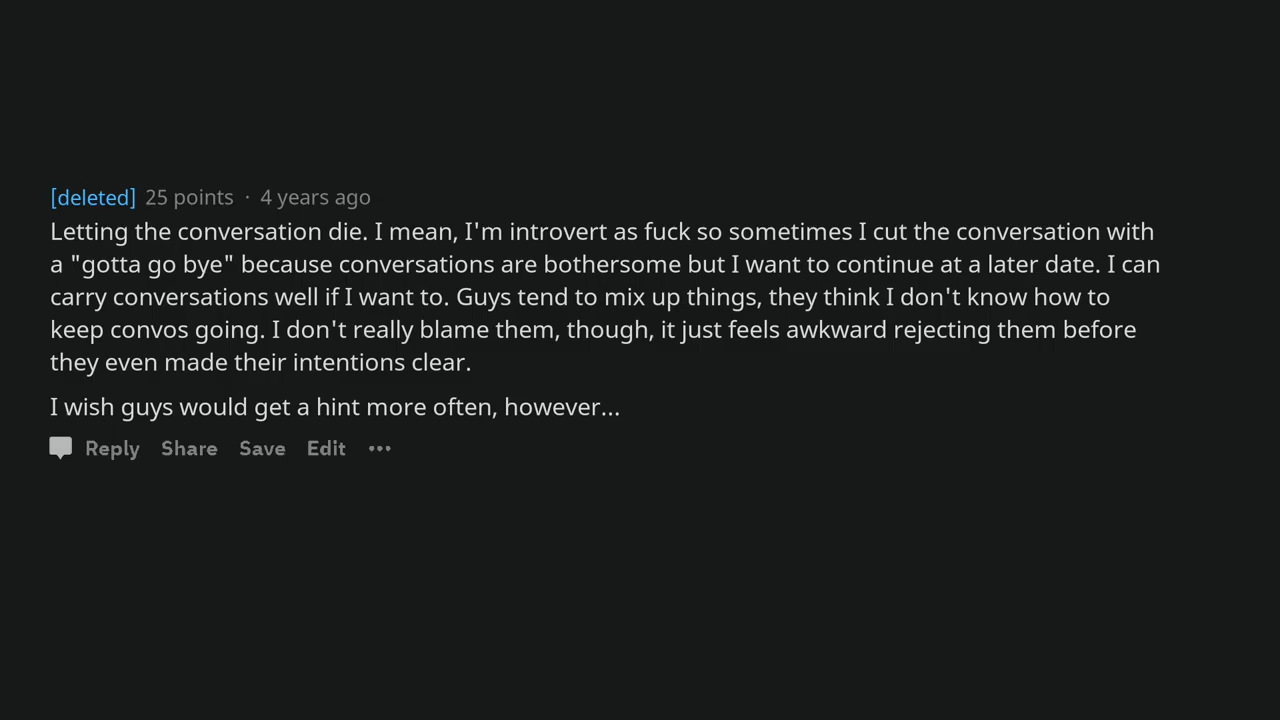 [deleted] 25 points · 4 years ago
Letting the conversation die. I mean, I'm introvert as fuck so sometimes I cut the conversation with
a "gotta go bye" because conversations are bothersome but I want to continue at a later date. I can
carry conversations well if I want to. Guys tend to mix up things, they think I don't know how to
keep convos going. I don't really blame them, though, it just feels awkward rejecting them before
they even made their intentions clear.
I wish guys would get a hint more often, however...
Reply Share Save Edit •••